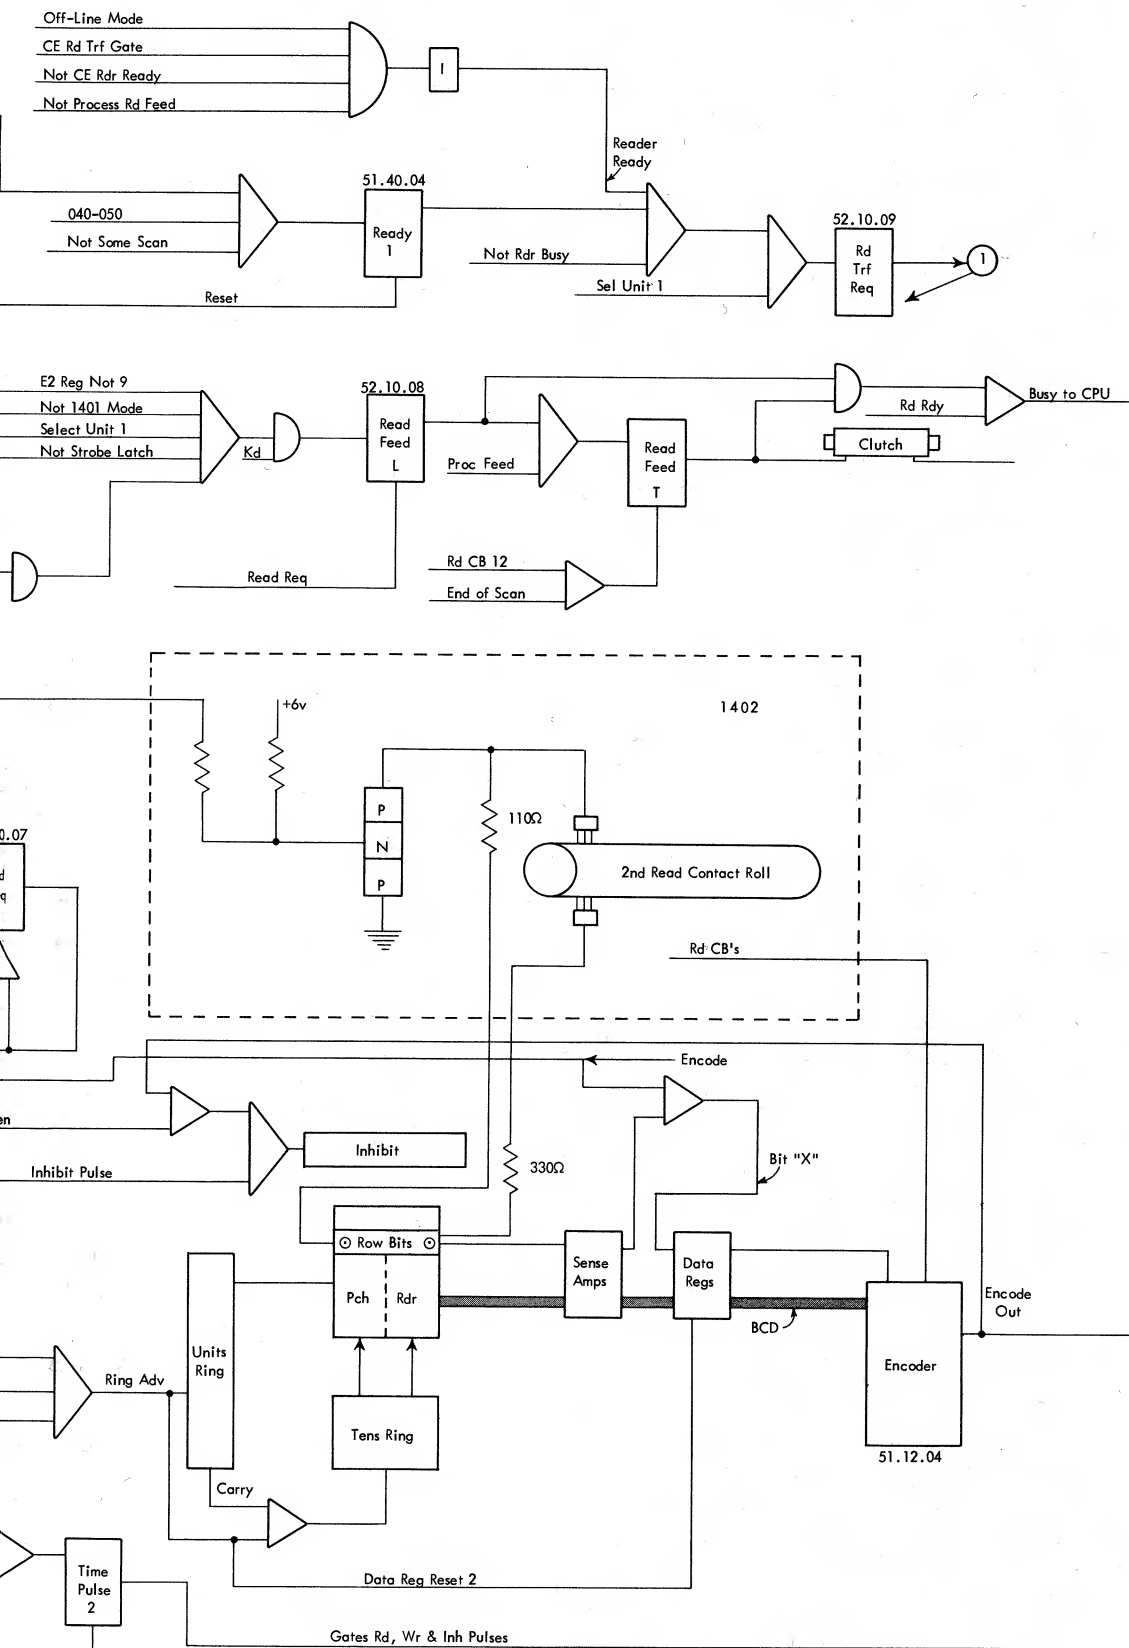 Off-Line Mode
CE Rd Trf Gate
Not CE Rdr Ready
Not Process Rd Feed
I
Reader
Ready
51.40.04
040-050
Not Some Scan
Ready
1
Reset
Not Rdr Busy
Sel Unit 1
52.10.09
Rd
Trf
Req
1
E2 Reg Not 9
Not 1401 Mode
Select Unit 1
Not Strobe Latch
Kd
52.10.08
Read
Feed
L
Proc Feed
Read
Feed
T
Rd Rdy
Busy to CPU
Clutch
Read Req
Rd CB 12
End of Scan
+6v
1402
P
N
P
110Ω
2nd Read Contact Roll
0.07
d
q
Rd CB's
Encode
en
Inhibit Pulse
Inhibit
330Ω
Bit "X"
Row Bits
Pch
Rdr
Sense
Amps
Data
Regs
BCD
Encode
Out
Encoder
51.12.04
Units
Ring
Ring Adv
Tens Ring
Carry
Time
Pulse
2
Data Reg Reset 2
Gates Rd, Wr & Inh Pulses